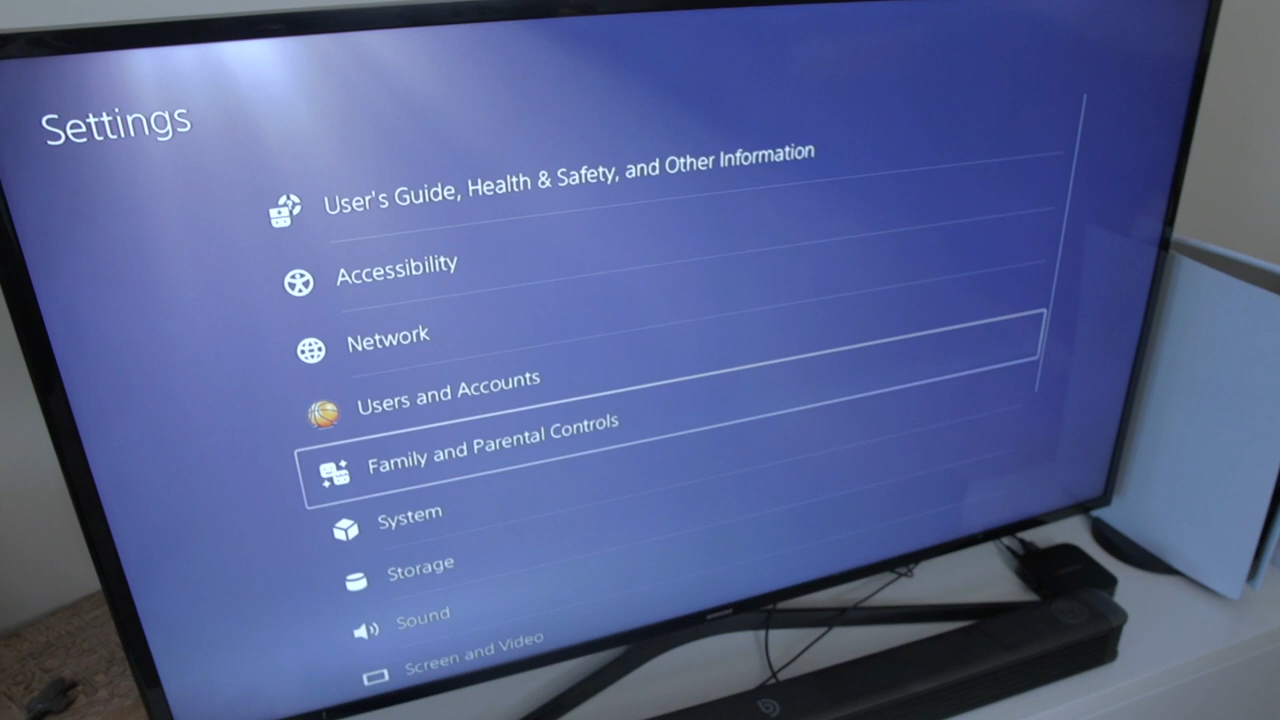 Settings
User's Guide, Health & Safety, and Other Information
Accessibility
Network
Users and Accounts
Family and Parental Controls
System
Storage
Sound
Screen and Video